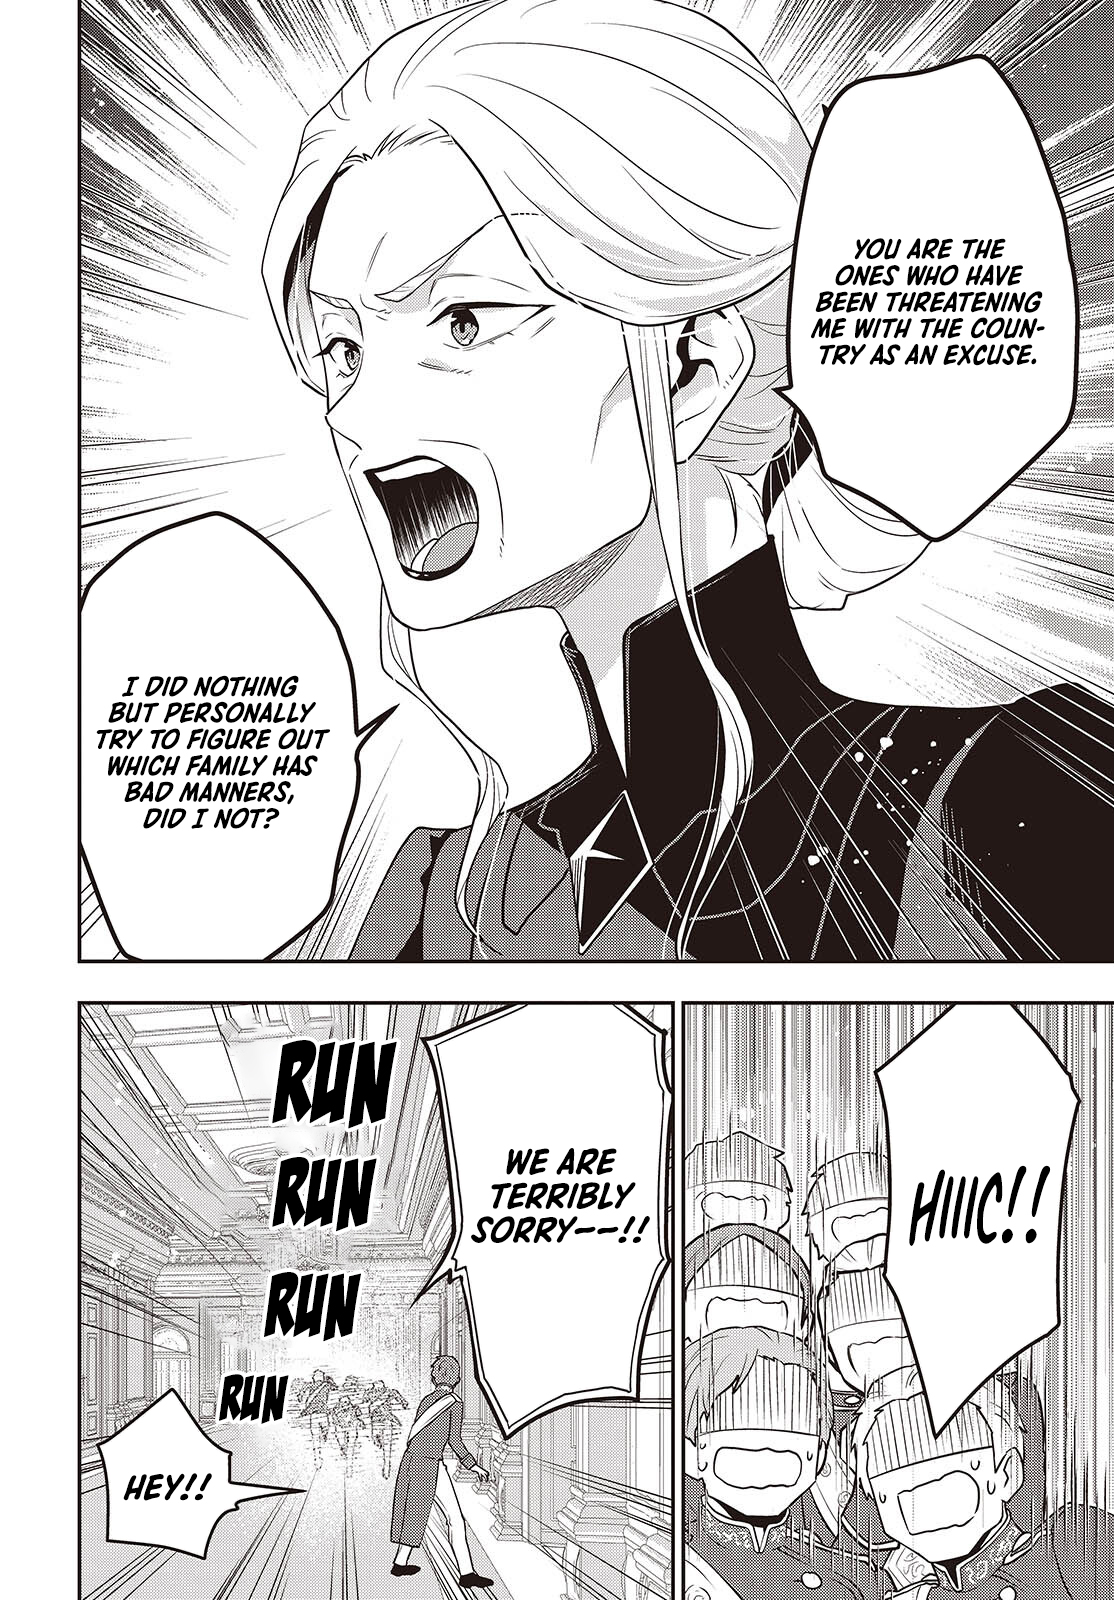 YOU ARE THE
ONES WHO HAVE
BEEN THREATENING
ME WITH THE COUN-
TRY AS AN EXCUSE.
I DID NOTHING
BUT PERSONALLY
TRY TO FIGURE OUT
WHICH FAMILY HAS
BAD MANNERS,
DID I NOT?
HIIIC!!
WE ARE
TERRIBLY
SORRY--!!
RUN
RUN
RUN
RUN
HEY!!